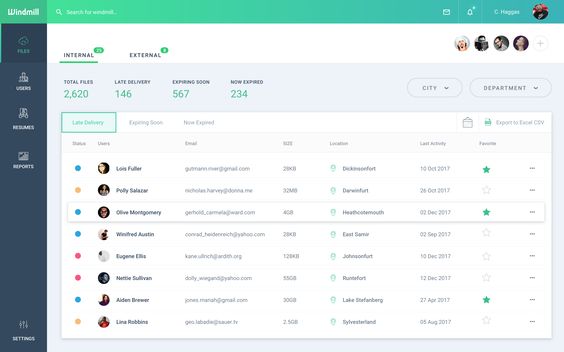 Windmill
Search for windmill...
C. Haggas
FILES
USERS
RESUMES
REPORTS
SETTINGS
INTERNAL
EXTERNAL
TOTAL FILES
2,620
LATE DELIVERY
146
EXPIRING SOON
567
NOW EXPIRED
234
CITY
DEPARTMENT
Late Delivery Expiring Soon Now Expired Export to Excel CSV
Status Users Email SIZE Location Last Activity Favorite
Lois Fuller gutmann.river@gmail.com 28KB Dickinsonfort 10 Oct 2017
Polly Salazar nicholas.harvey@donna.me 32MB Darwinfurt 26 Oct 2017
Olive Montgomery gerhold_carmela@ward.com 4GB Heathcotemouth 02 Dec 2017
Winifred Austin conrad_heidenreich@yahoo.com 28KB East Samir 02 Sep 2017
Eugene Ellis kane.ullrich@ardith.org 128KB Johnsonfort 10 Dec 2017
Nettie Sullivan dolly_wiegand@yahoo.com 55GB Runtefort 12 Dec 2017
Aiden Brewer jones.mariah@gmail.com 30GB Lake Stefanberg 27 Apr 2017
Lina Robbins geo.labadie@sauer.tv 2.5GB Sylvesterland 05 Aug 2017